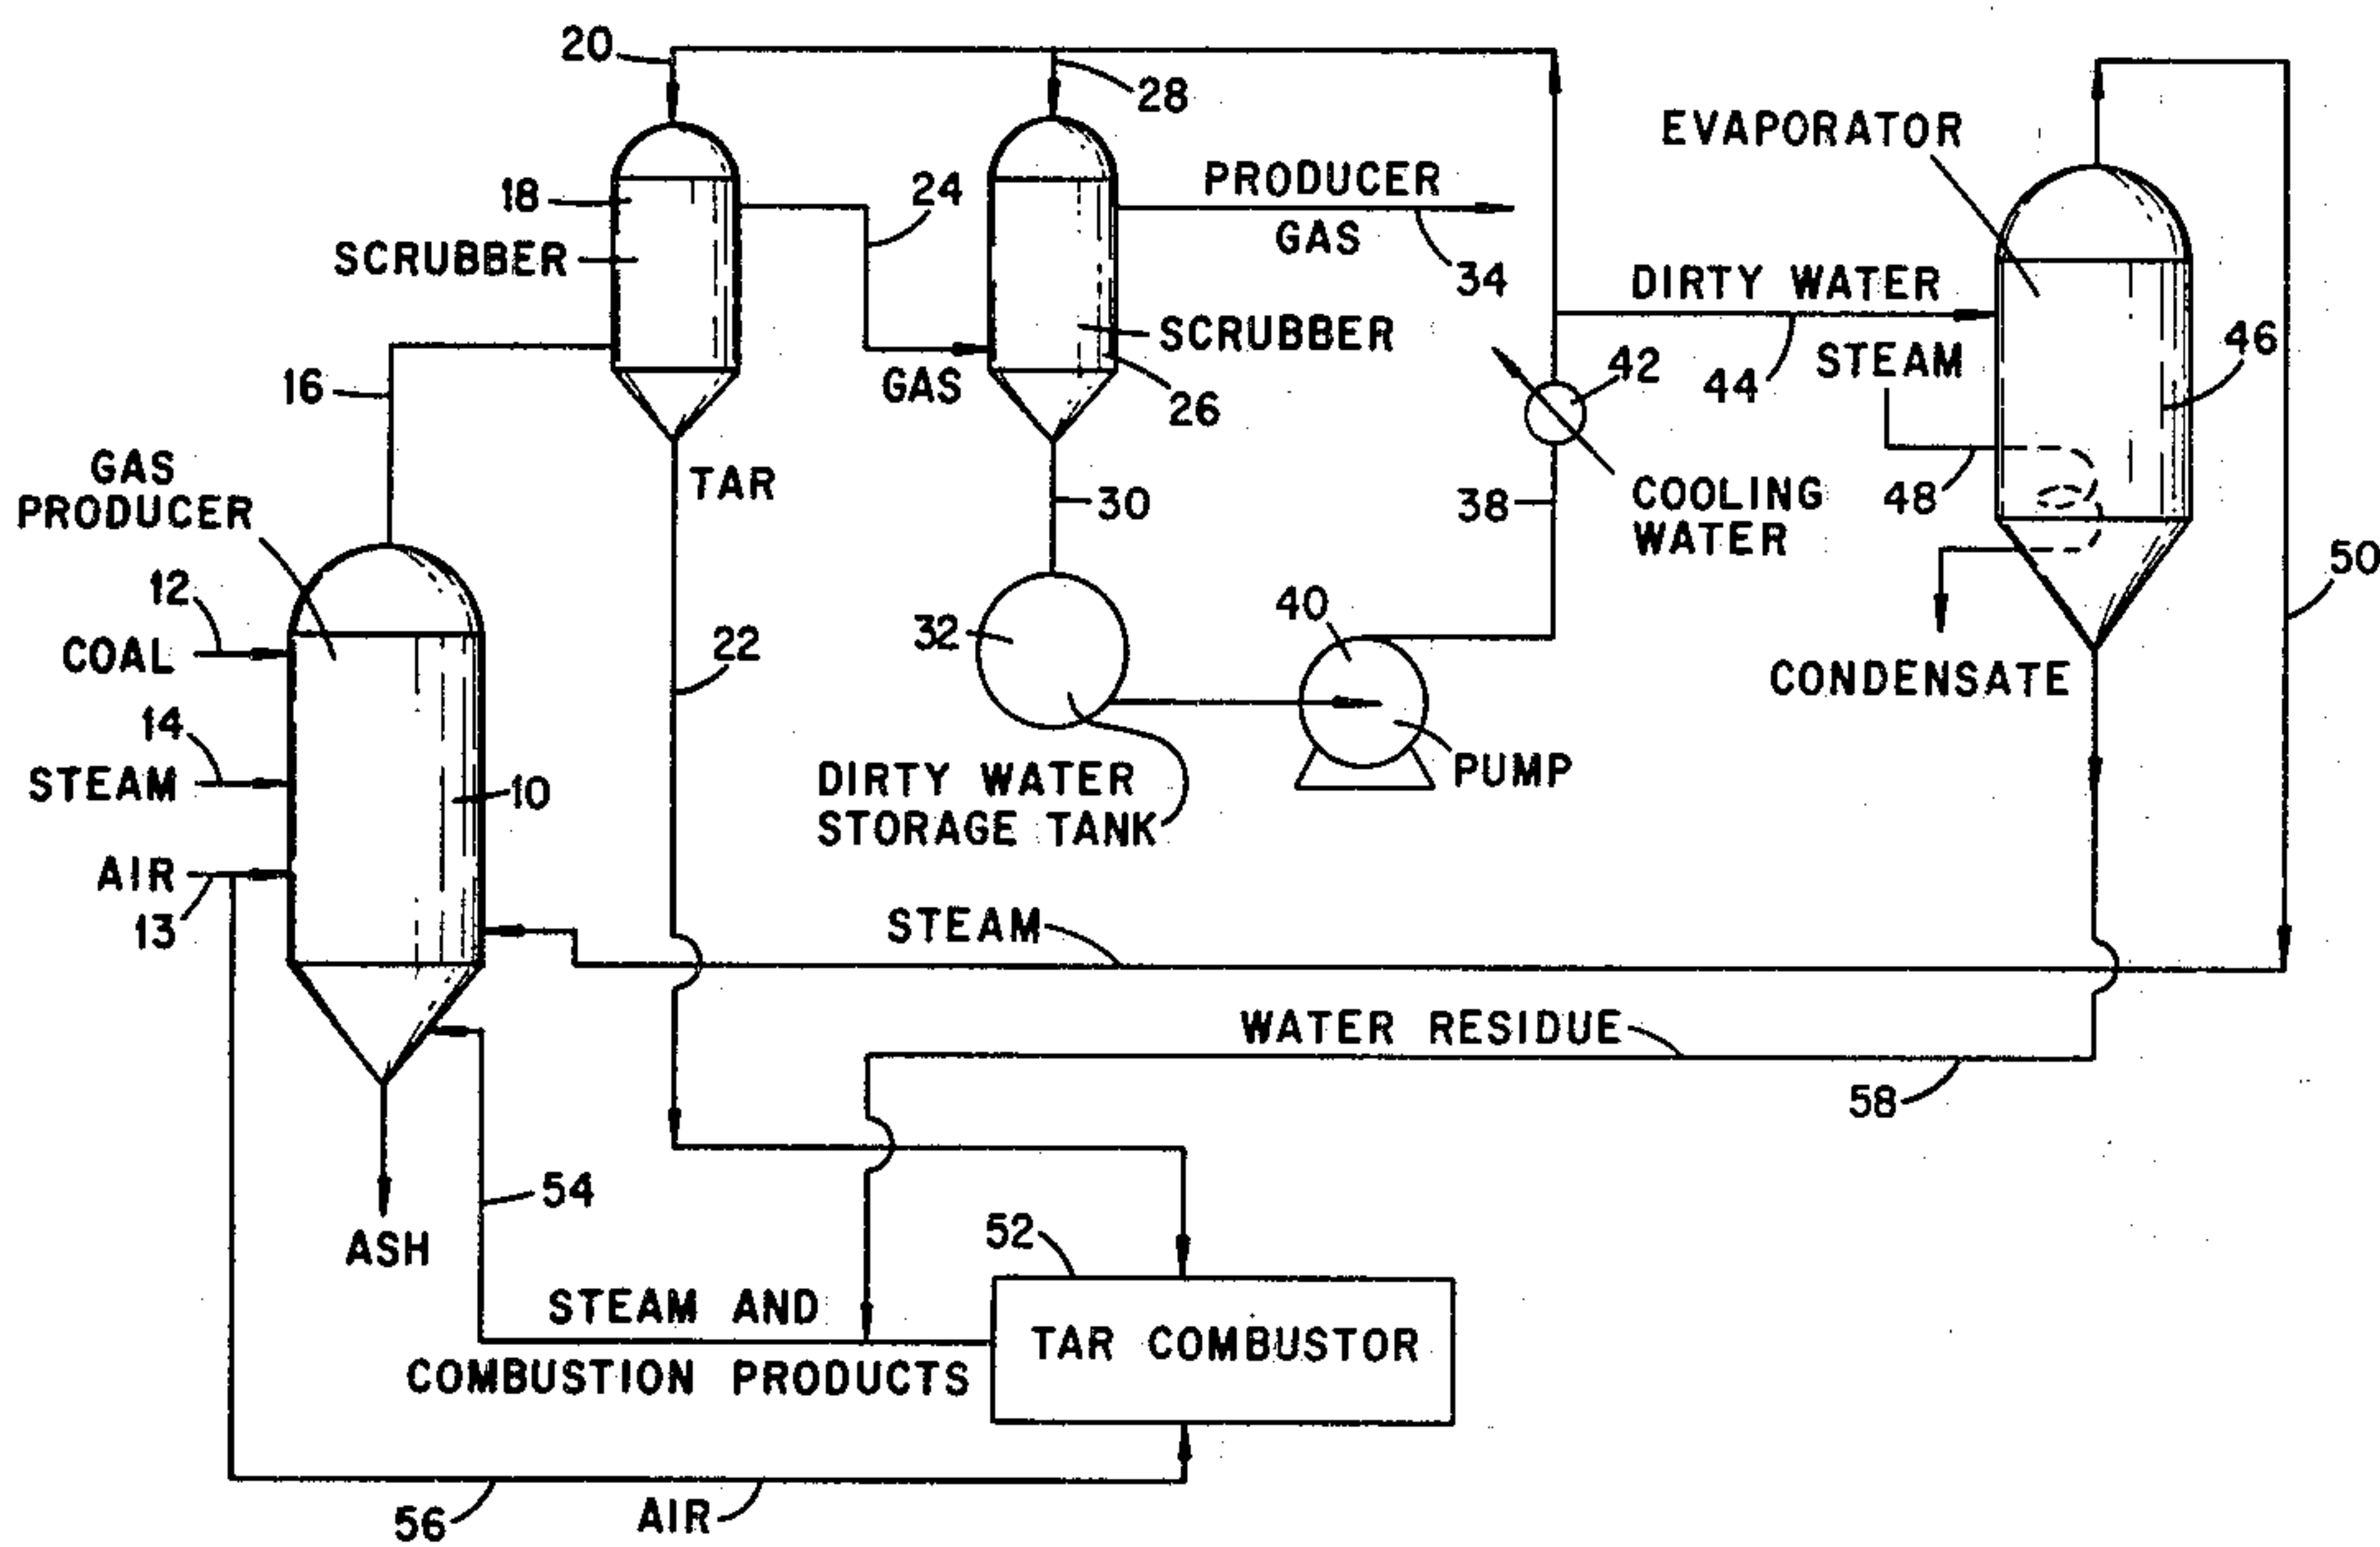 20
28
EVAPORATOR
18
24
PRODUCER
GAS
SCRUBBER
34
DIRTY WATER
SCRUBBER
46
STEAM
42
16
GAS
44
26
GAS
PRODUCER
TAR
30
38
COOLING
WATER
48
50
12
40
32
COAL
22
CONDENSATE
14
STEAM
10
DIRTY WATER
STORAGE TANK
PUMP
AIR
13
STEAM
WATER RESIDUE
58
54
ASH
52
STEAM AND
COMBUSTION PRODUCTS
TAR COMBUSTOR
56
AIR